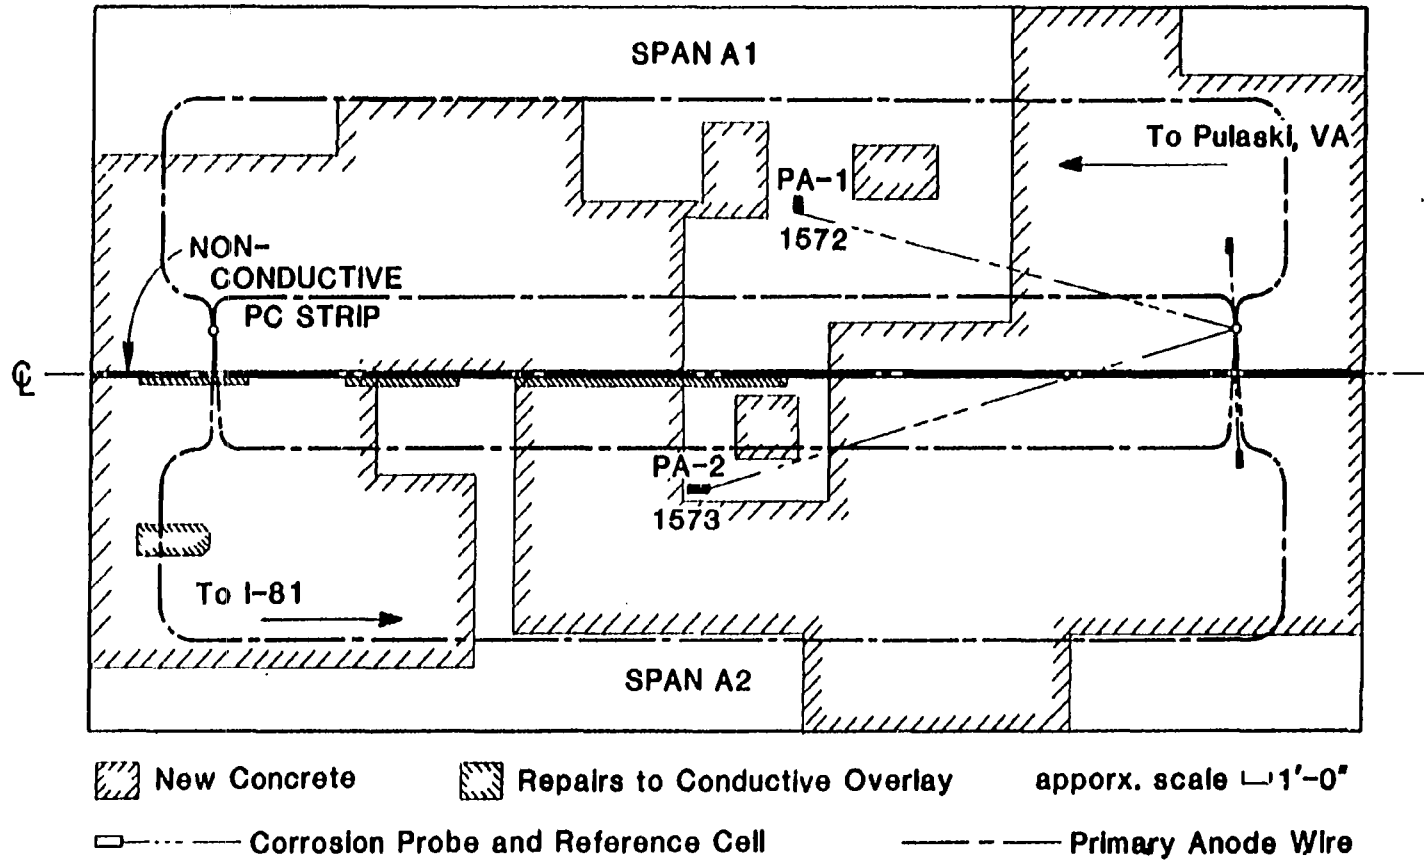 SPAN A1
To Pulaski, VA
PA-1
1572
NON-
CONDUCTIVE
PC STRIP
CL
PA-2
1573
To I-81
SPAN A2
New Concrete
Repairs to Conductive Overlay
apporx. scale 1'-0"
Corrosion Probe and Reference Cell
Primary Anode Wire